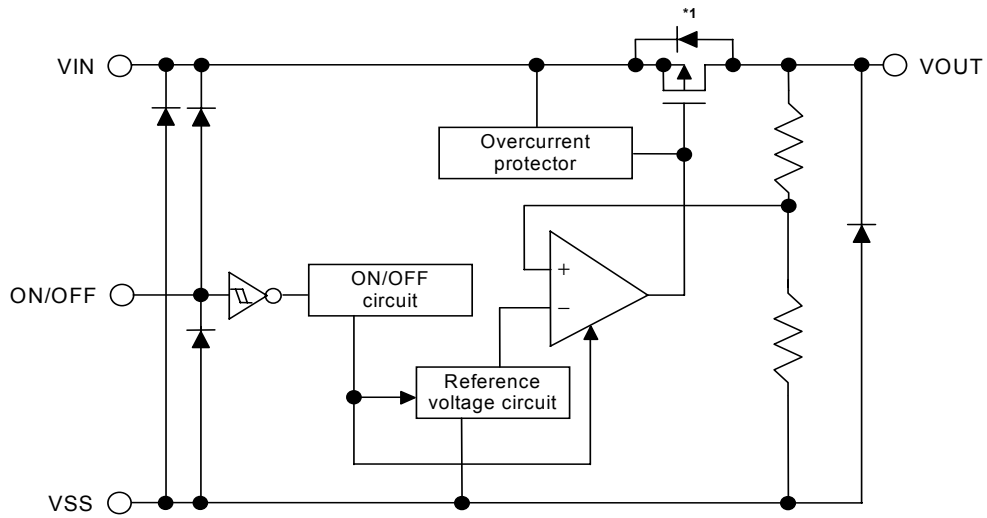 *1
VIN
VOUT
Overcurrent
protector
+
−
ON/OFF
ON/OFF
circuit
Reference
voltage circuit
VSS